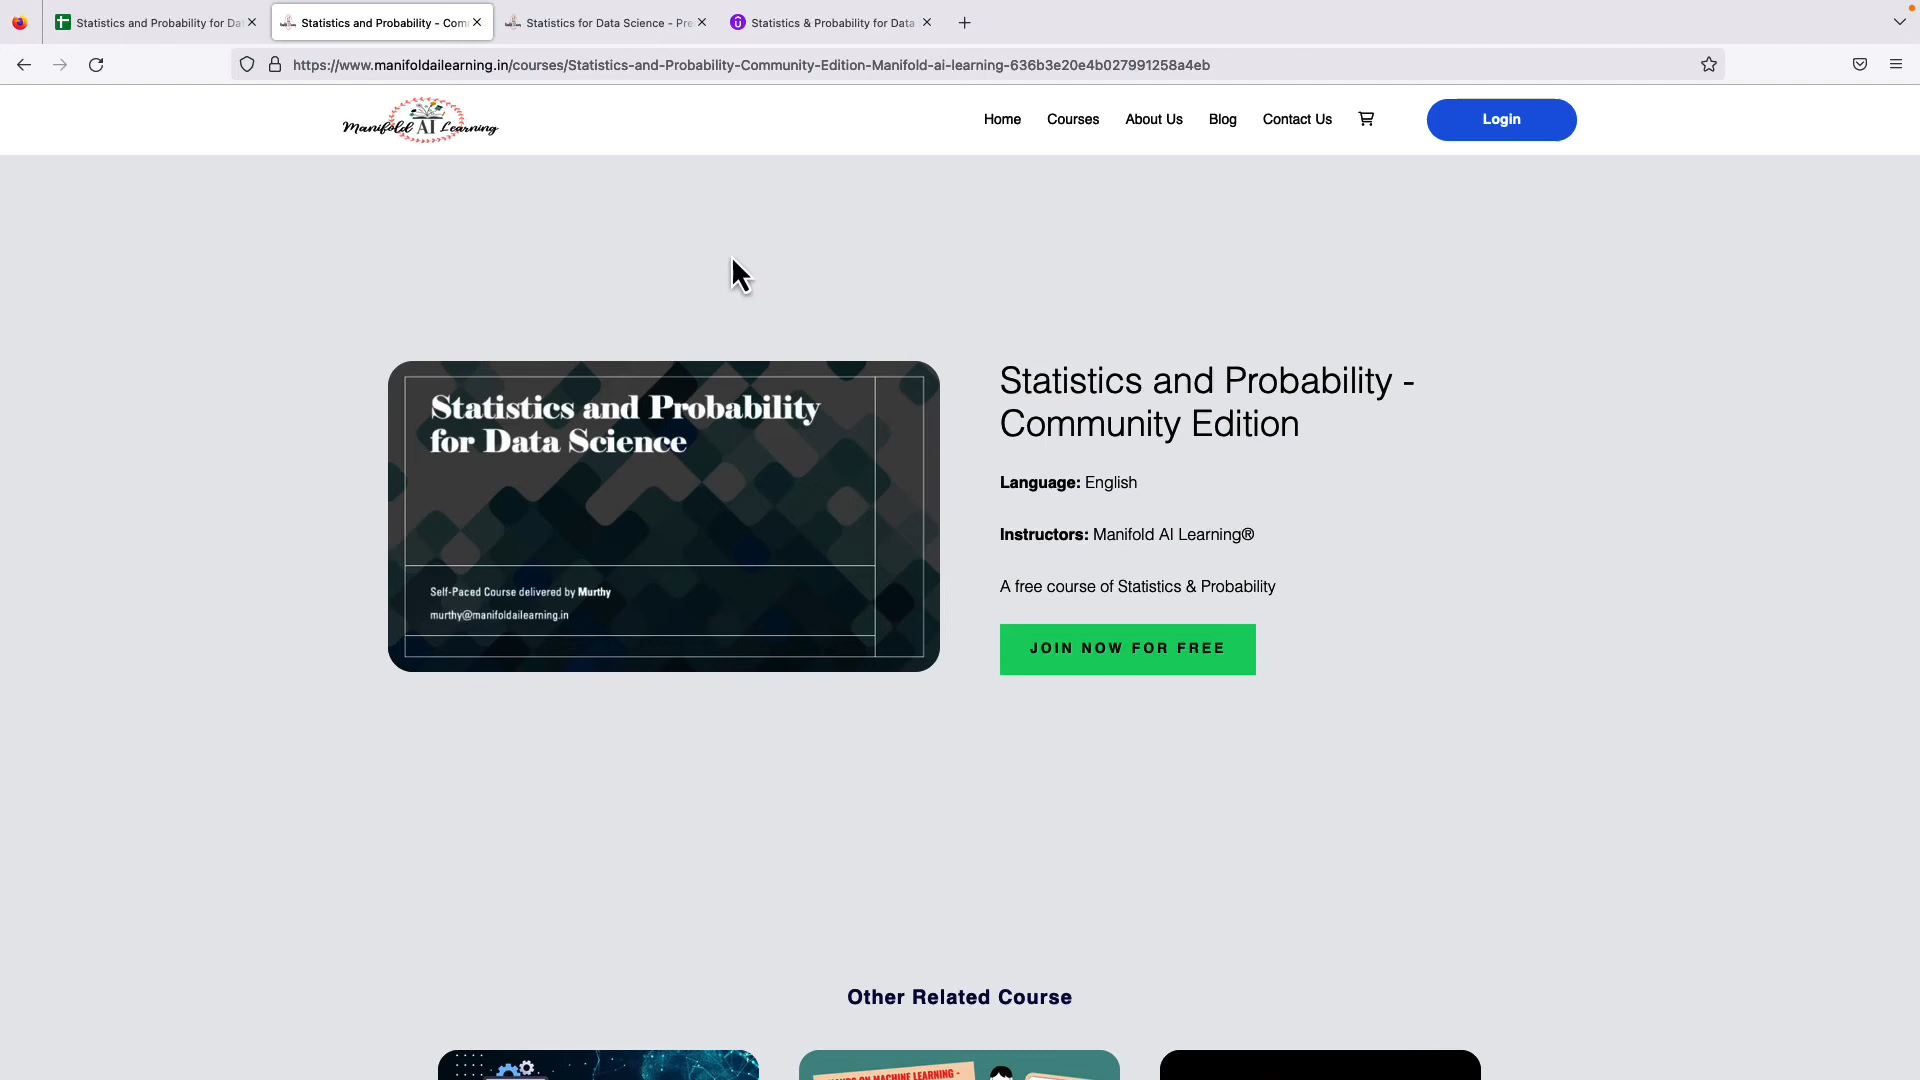 Statistics and Probability for Da
Statistics and Probability - Com
Statistics for Data Science - Pre
Statistics & Probability for Data
https://www.manifoldailearning.in/courses/Statistics-and-Probability-Community-Edition-Manifold-ai-learning-636b3e20e4b027991258a4eb
Manifold AI Learning
Home
Courses
About Us
Blog
Contact Us
Login
Statistics and Probability
for Data Science
Self-Paced Course delivered by Murthy
murthy@manifoldailearning.in
Statistics and Probability -
Community Edition
Language: English
Instructors: Manifold AI Learning®
A free course of Statistics & Probability
JOIN NOW FOR FREE
Other Related Course
HANDS ON MACHINE LEARNING -